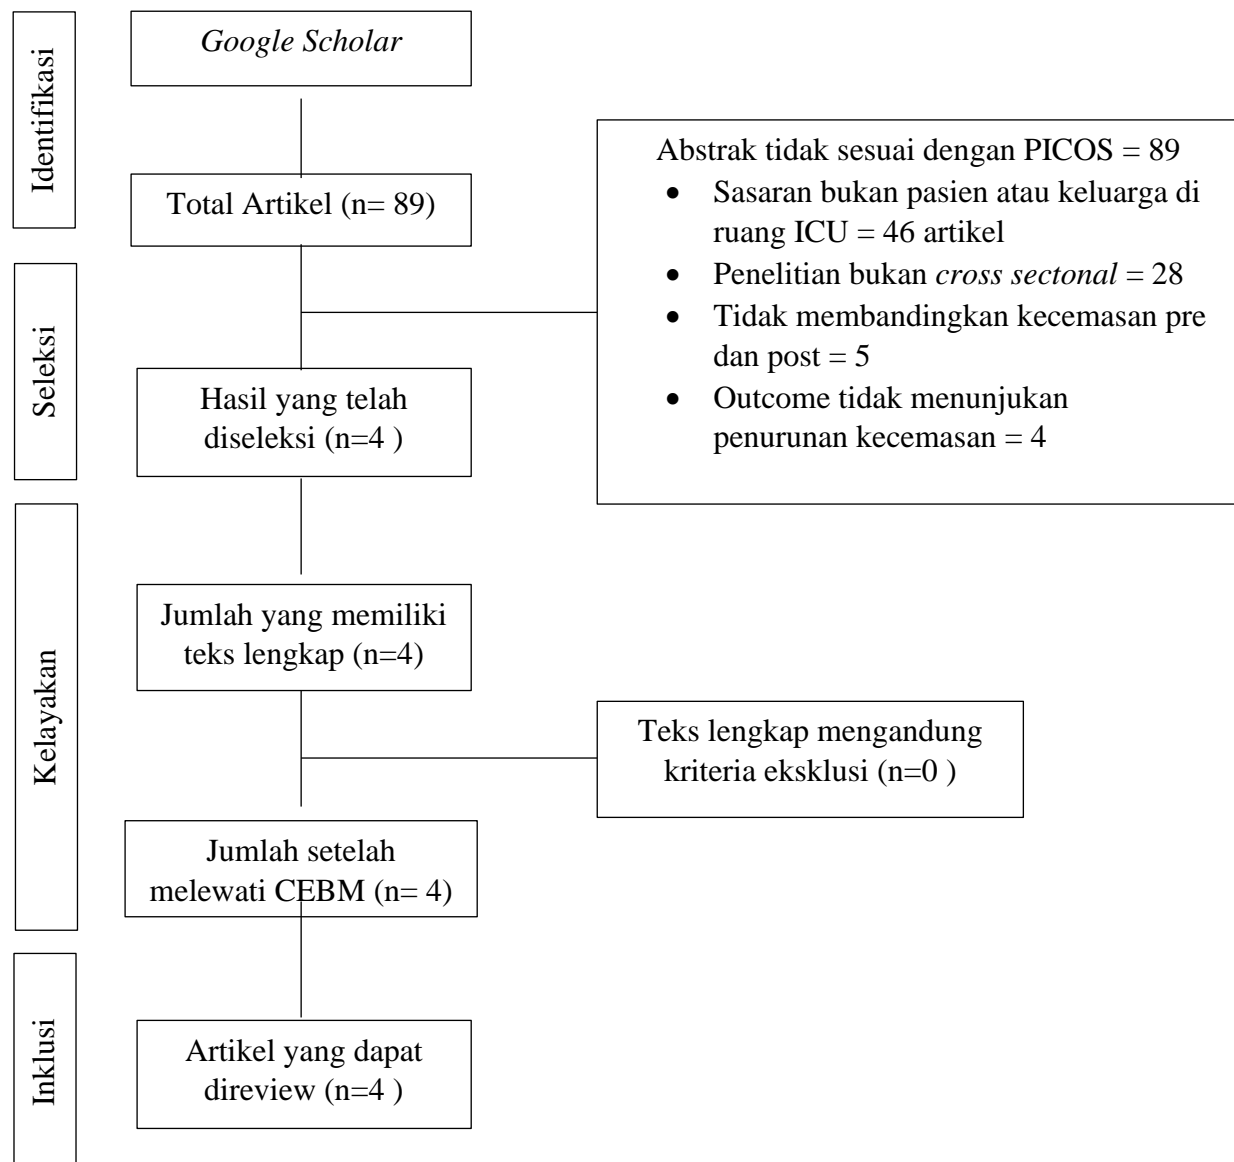 Identifikasi
Google Scholar
Total Artikel (n= 89)
Abstrak tidak sesuai dengan PICOS = 89
• Sasaran bukan pasien atau keluarga di
ruang ICU = 46 artikel
• Penelitian bukan cross sectonal = 28
• Tidak membandingkan kecemasan pre
dan post = 5
• Outcome tidak menunjukan
penurunan kecemasan = 4
Seleksi
Hasil yang telah
diseleksi (n=4 )
Kelayakan
Jumlah yang memiliki
teks lengkap (n=4)
Teks lengkap mengandung
kriteria eksklusi (n=0 )
Jumlah setelah
melewati CEBM (n= 4)
Inklusi
Artikel yang dapat
direview (n=4 )